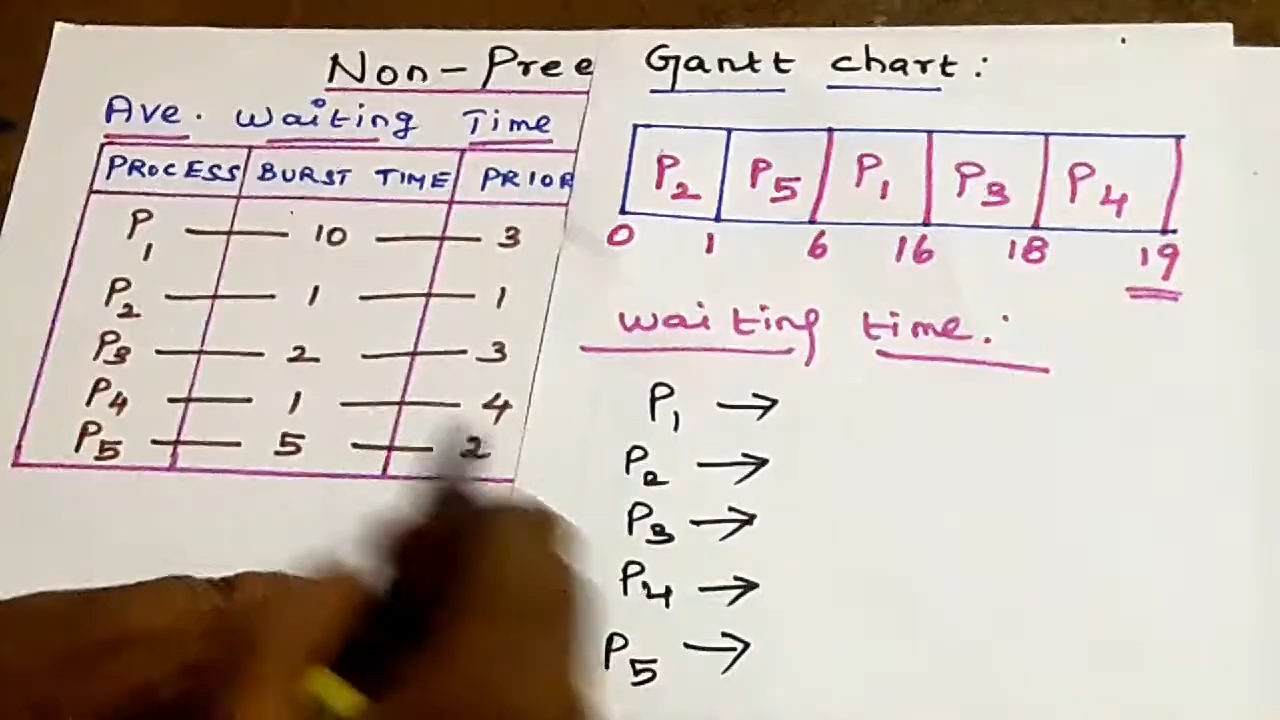 Non-Pree
Ave. Waiting Time
PROCESS BURST TIME PRIOR
P1 10 3
P2 1 1
P3 2 3
P4 1 4
P5 5 2
Gantt chart:
P2 P5 P1 P3 P4
0 1 6 16 18 19
Waiting time:
P1 →
P2 →
P3 →
P4 →
P5 →